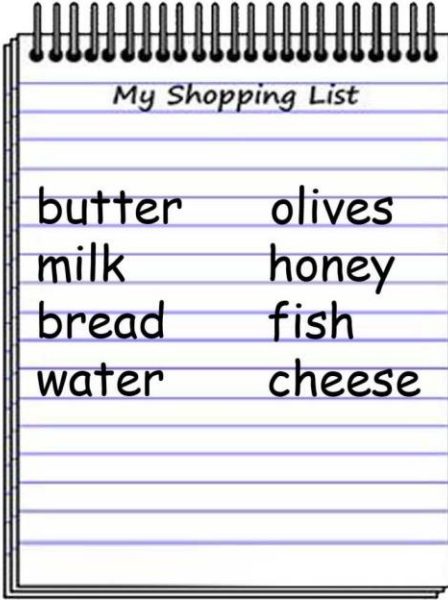 My Shopping List
butter olives
milk honey
bread fish
water cheese